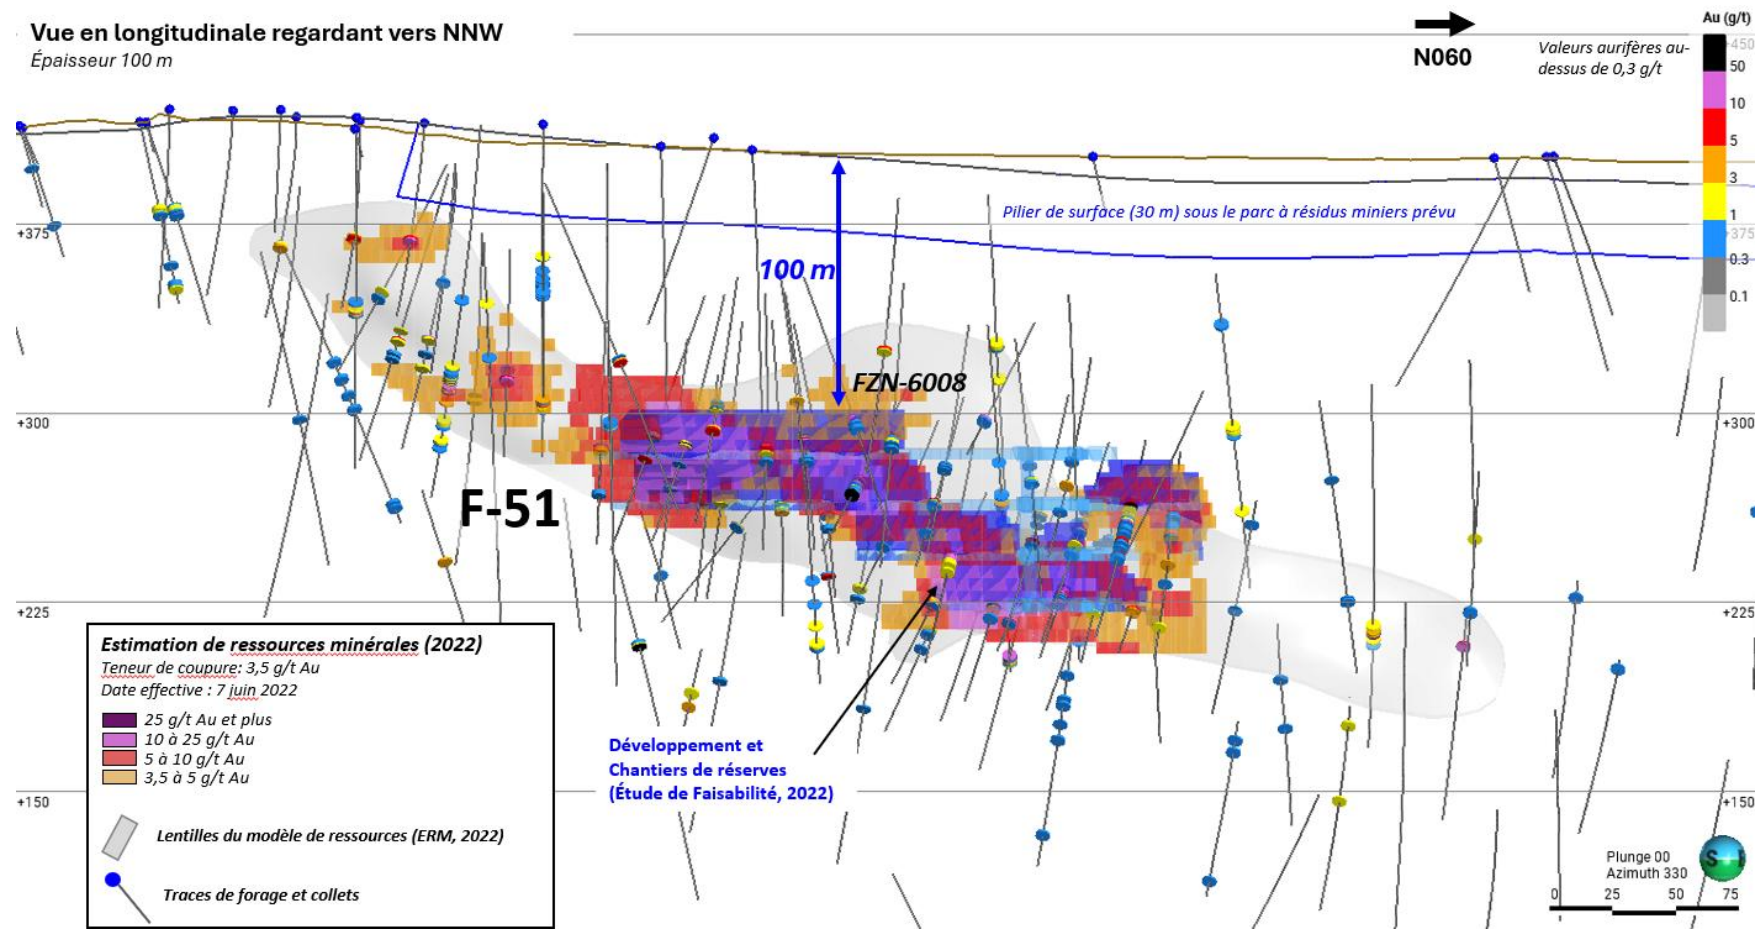 Vue en longitudinale regardant vers NNW
Épaisseur 100 m
N060
Valeurs aurifères au-
dessus de 0,3 g/t
Au (g/t)
+450
50
10
5
3
1
+375
0.3
0.1
+375
Pilier de surface (30 m) sous le parc à résidus miniers prévu
100 m
FZN-6008
+300
+300
F-51
+225
+225
Estimation de ressources minérales (2022)
Teneur de coupure: 3,5 g/t Au
Date effective : 7 juin 2022
25 g/t Au et plus
10 à 25 g/t Au
5 à 10 g/t Au
3,5 à 5 g/t Au
Lentilles du modèle de ressources (ERM, 2022)
Traces de forage et collets
Développement et
Chantiers de réserves
(Étude de Faisabilité, 2022)
+150
+150
Plunge 00
Azimuth 330
S
0 25 50 75